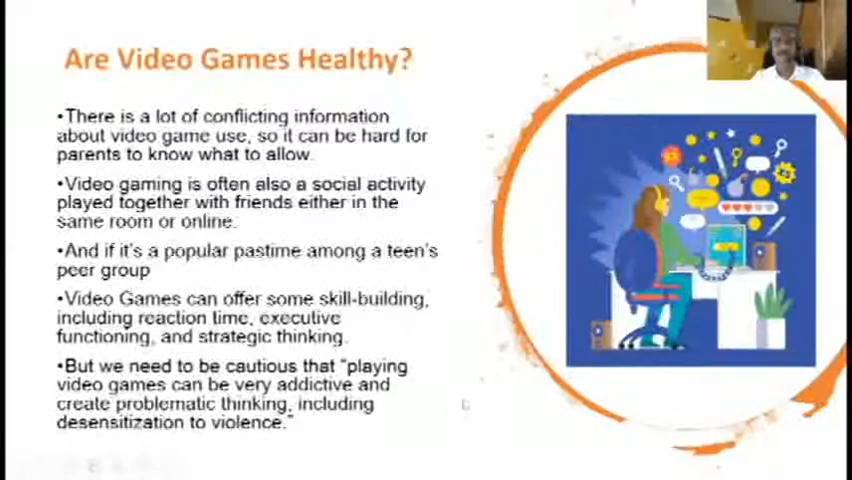 Are Video Games Healthy?
•There is a lot of conflicting information
about video game use, so it can be hard for
parents to know what to allow.
•Video gaming is often also a social activity
played together with friends either in the
same room or online.
•And if it's a popular pastime among a teen's
peer group
•Video Games can offer some skill-building,
including reaction time, executive
functioning, and strategic thinking.
•But we need to be cautious that "playing
video games can be very addictive and
create problematic thinking, including
desensitization to violence."